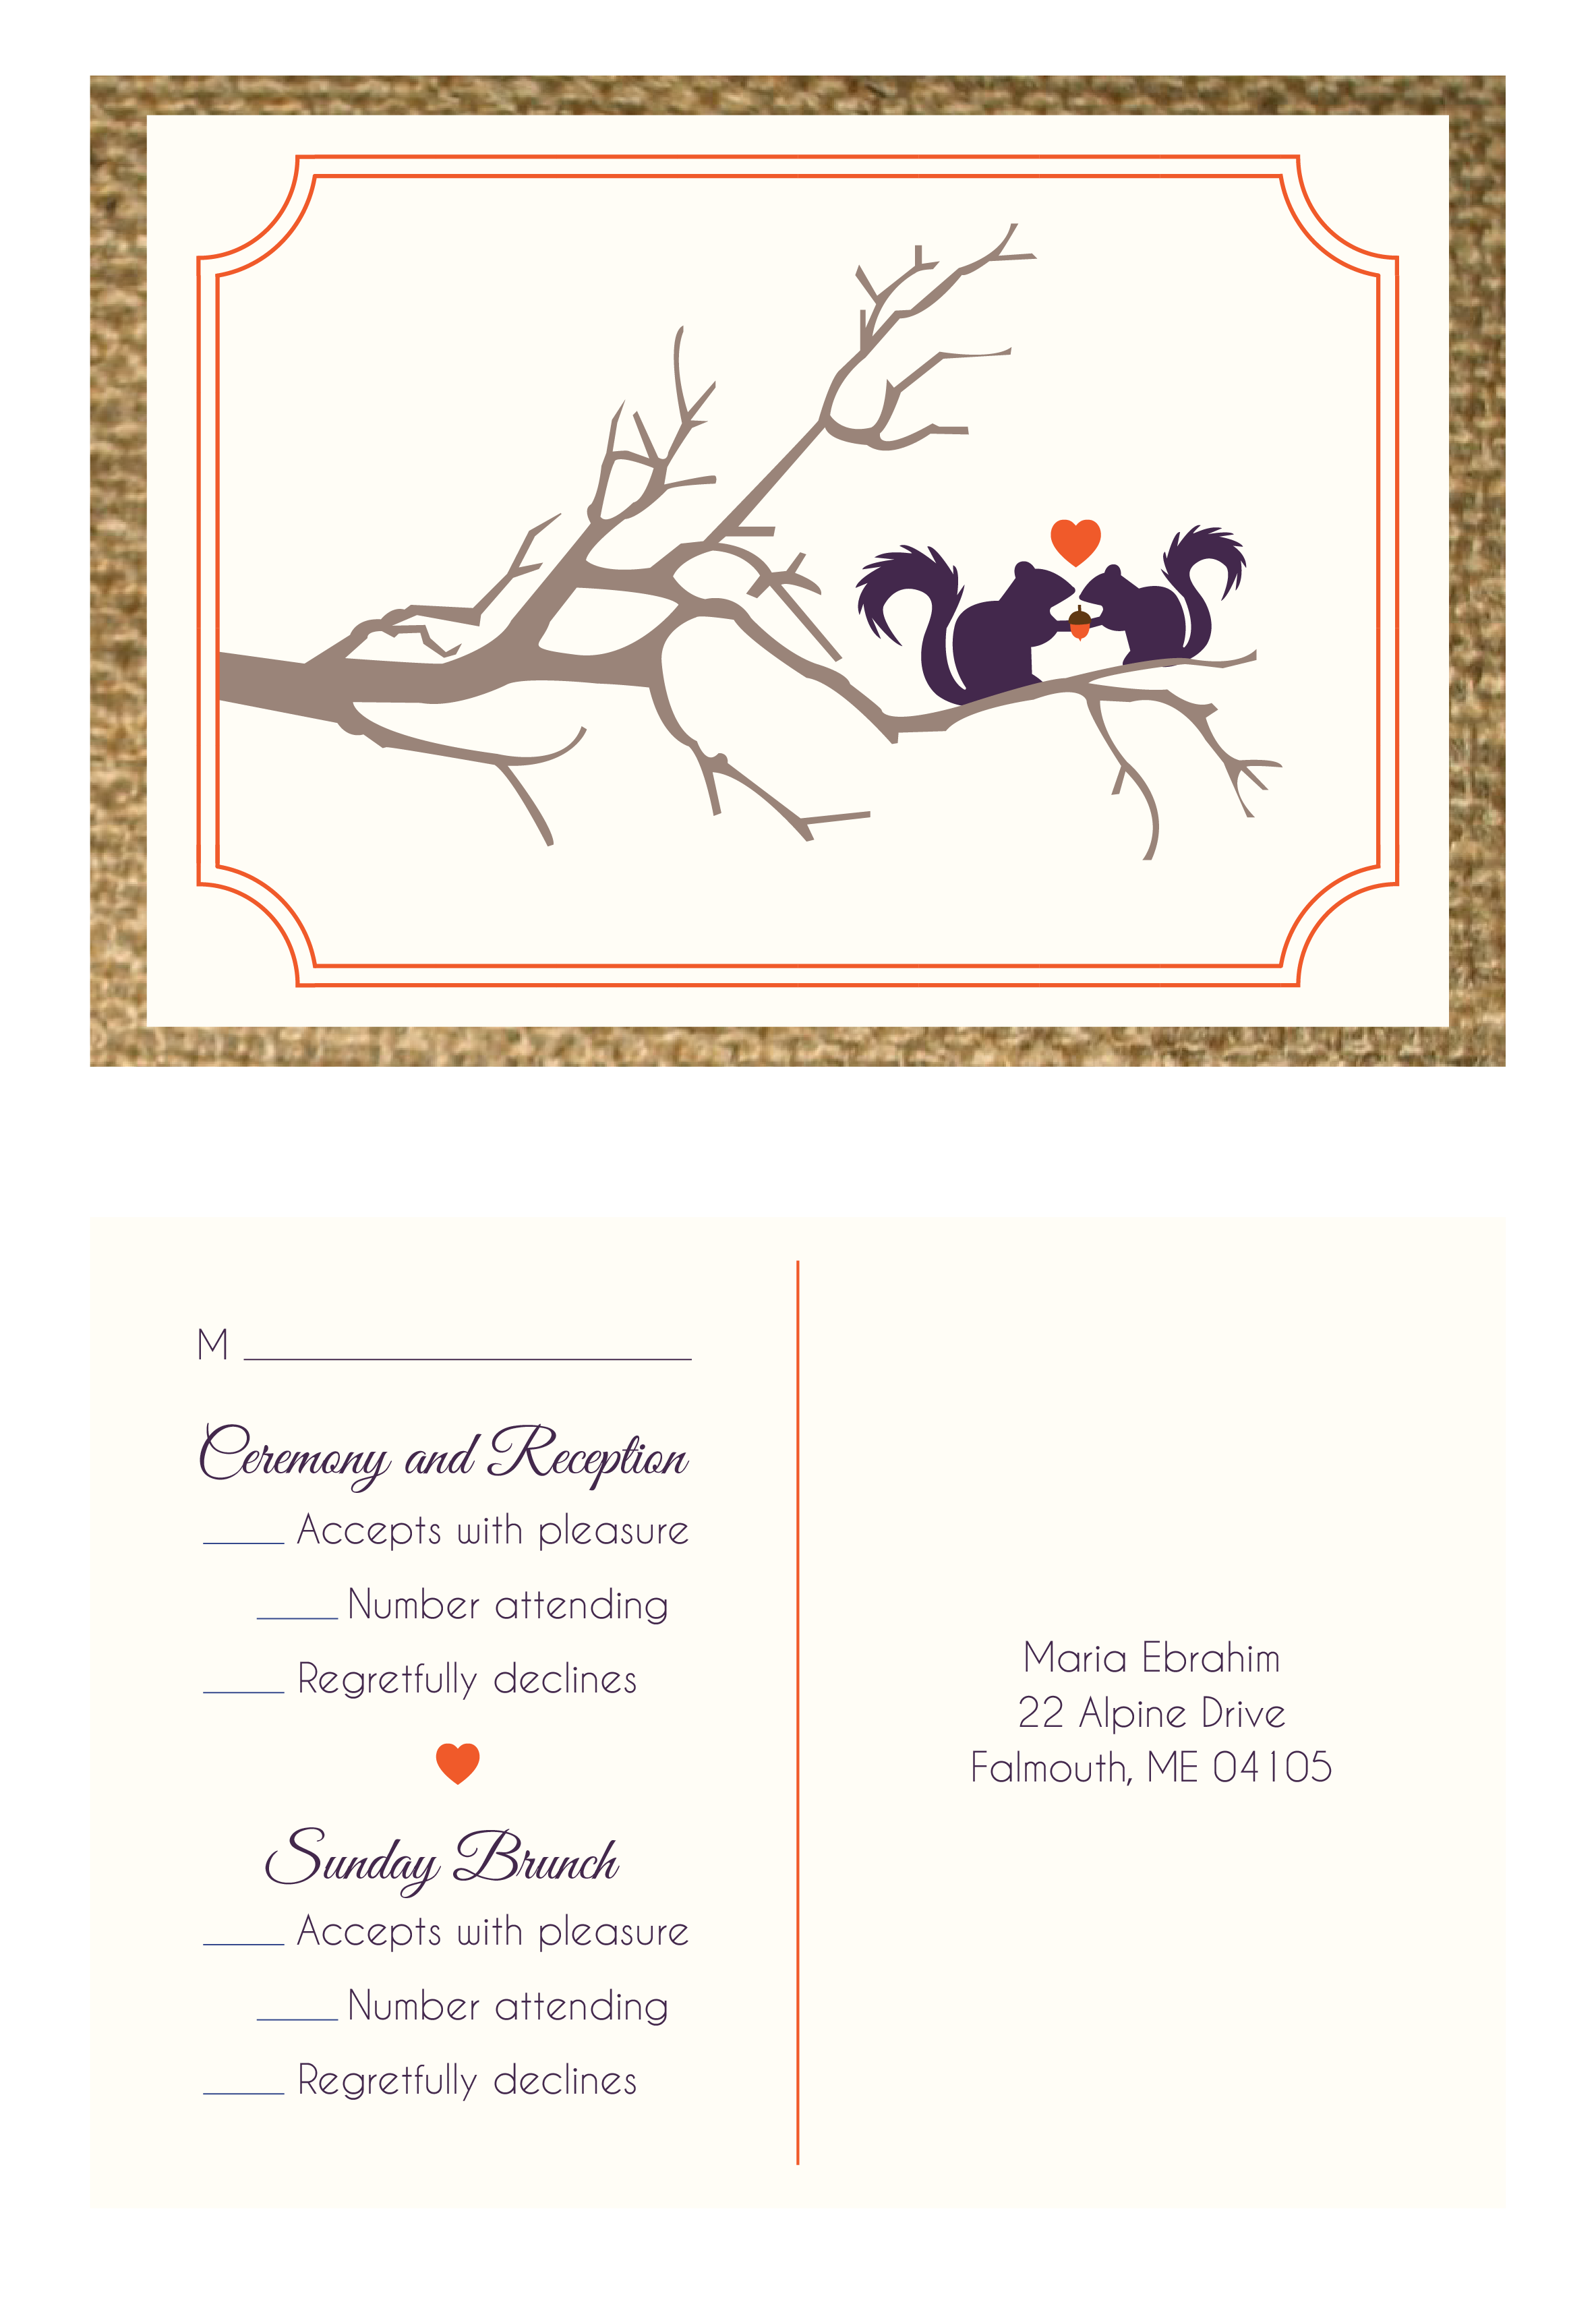 M
Ceremony and Reception
Accepts with pleasure
Number attending
Regretfully declines
Sunday Brunch
Accepts with pleasure
Number attending
Regretfully declines
Maria Ebrahim
22 Alpine Drive
Falmouth, ME 04105